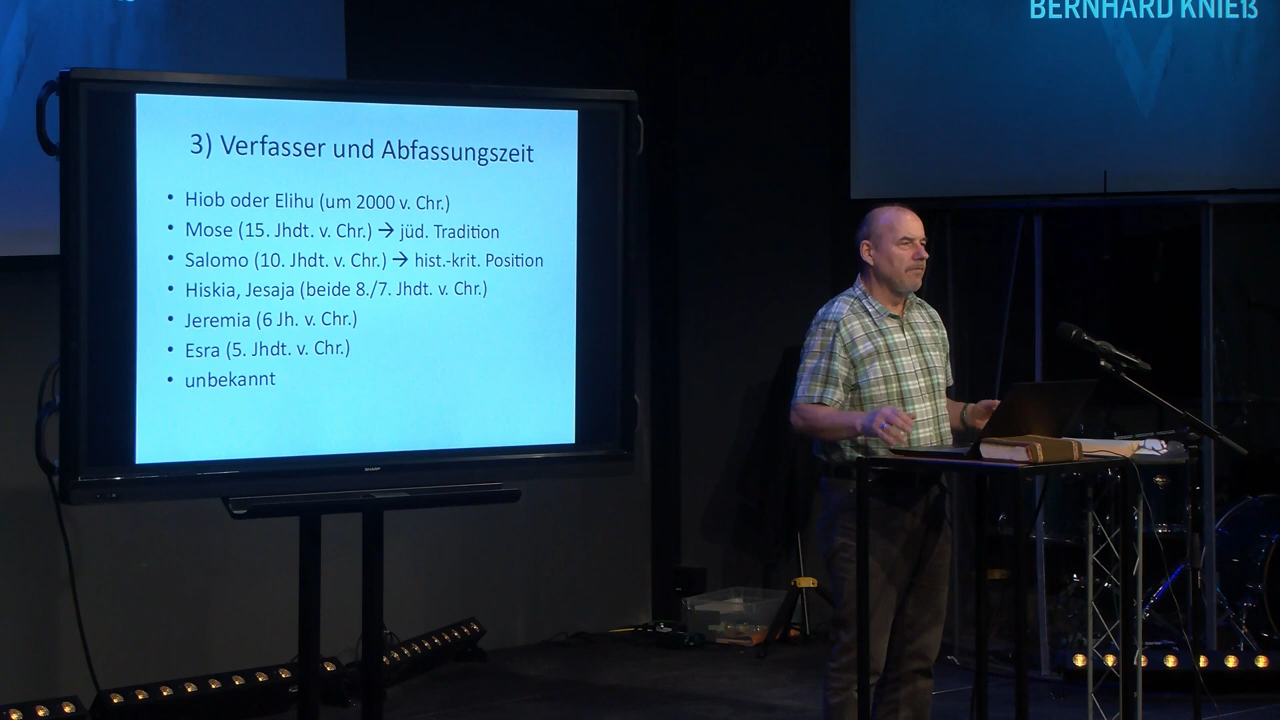 BERNHARD KNIEß
3) Verfasser und Abfassungszeit
• Hiob oder Elihu (um 2000 v. Chr.)
• Mose (15. Jhdt. v. Chr.) → jüd. Tradition
• Salomo (10. Jhdt. v. Chr.) → hist.-krit. Position
• Hiskia, Jesaja (beide 8./7. Jhdt. v. Chr.)
• Jeremia (6 Jh. v. Chr.)
• Esra (5. Jhdt. v. Chr.)
• unbekannt
SHARP